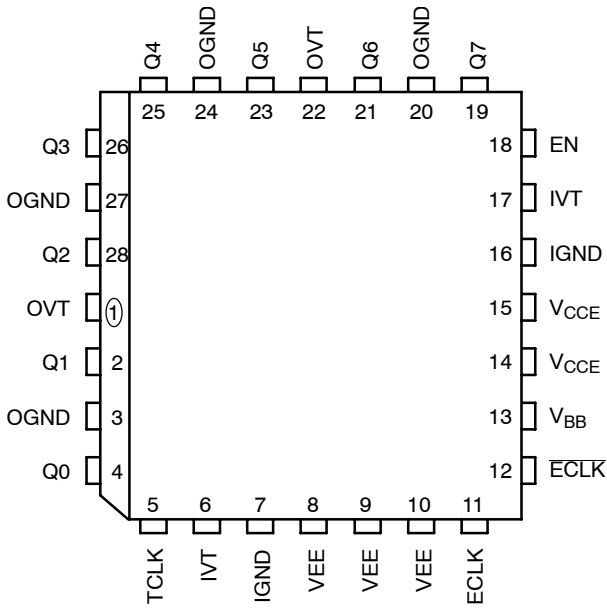 Q4 OGND Q5 OVT Q6 OGND Q7
25 24 23 22 21 20 19
Q3 26 18 EN
OGND 27 17 IVT
Q2 28 16 IGND
OVT 1 15 VCCE
Q1 2 14 VCCE
OGND 3 13 VBB
Q0 4 12 ECLK
5 6 7 8 9 10 11
TCLK IVT IGND VEE VEE VEE ECLK